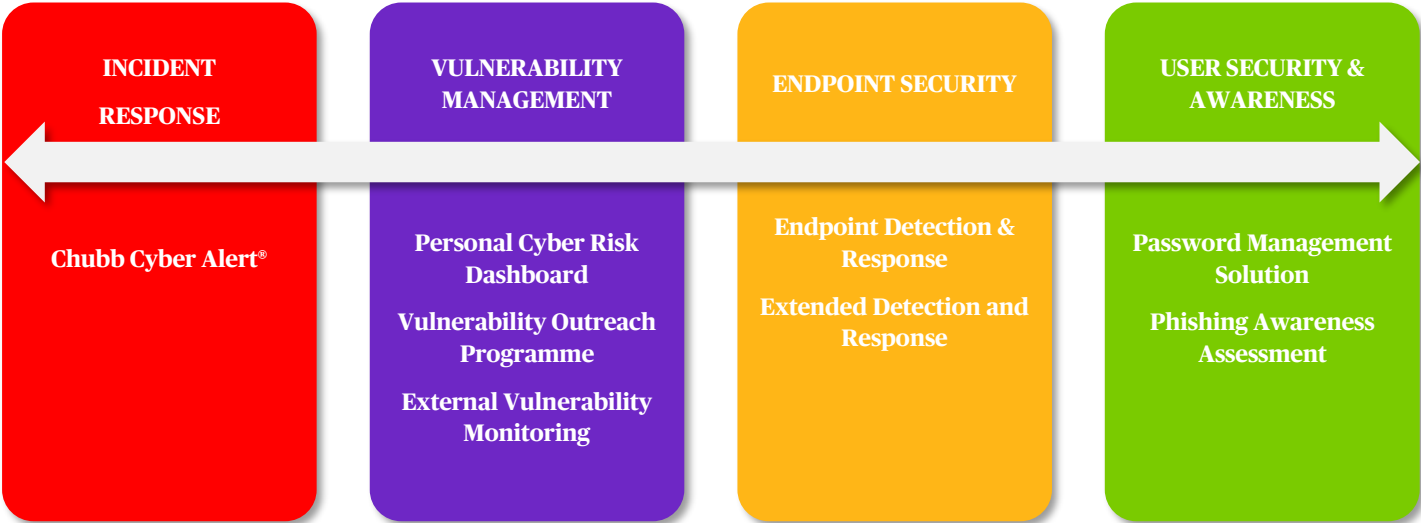 INCIDENT
RESPONSE
Chubb Cyber Alert®
VULNERABILITY
MANAGEMENT
Personal Cyber Risk
Dashboard
Vulnerability Outreach
Programme
External Vulnerability
Monitoring
ENDPOINT SECURITY
Endpoint Detection &
Response
Extended Detection and
Response
USER SECURITY &
AWARENESS
Password Management
Solution
Phishing Awareness
Assessment